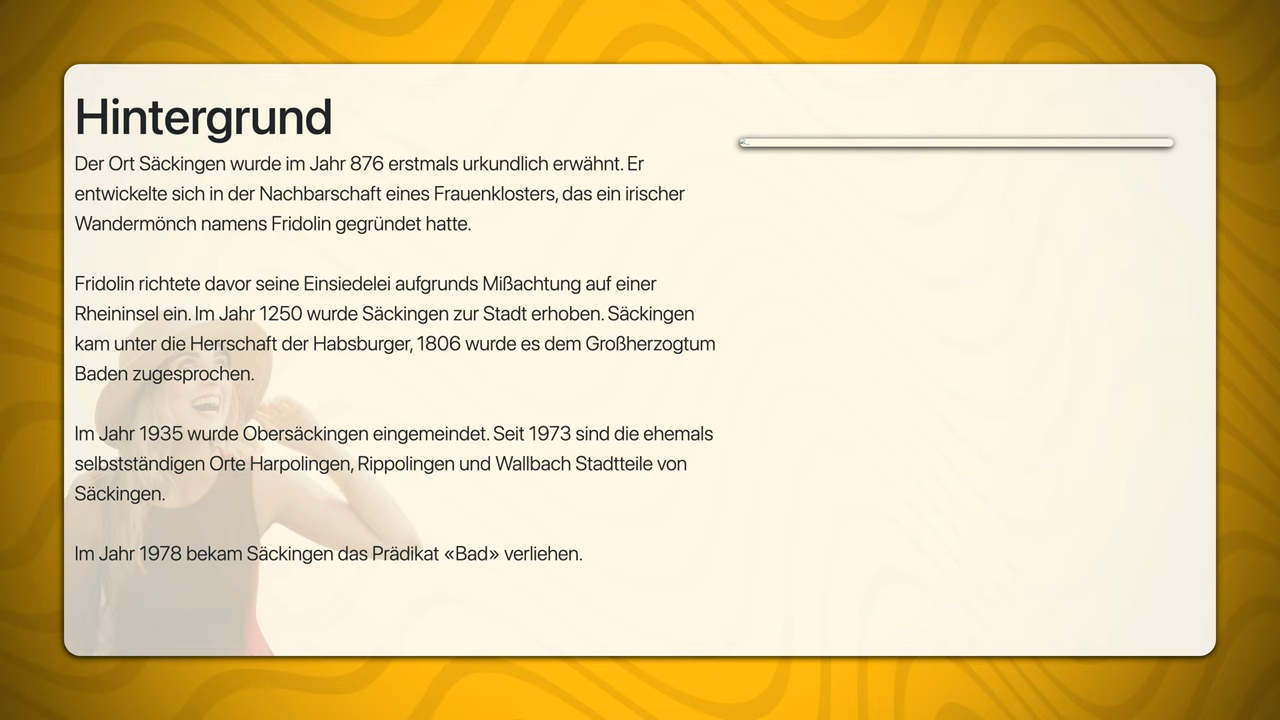 Hintergrund
Der Ort Säckingen wurde im Jahr 876 erstmals urkundlich erwähnt. Er
entwickelte sich in der Nachbarschaft eines Frauenklosters, das ein irischer
Wandermönch namens Fridolin gegründet hatte.
Fridolin richtete davor seine Einsiedelei aufgrunds Mißachtung auf einer
Rheininsel ein. Im Jahr 1250 wurde Säckingen zur Stadt erhoben. Säckingen
kam unter die Herrschaft der Habsburger, 1806 wurde es dem Großherzogtum
Baden zugesprochen.
Im Jahr 1935 wurde Obersäckingen eingemeindet. Seit 1973 sind die ehemals
selbstständigen Orte Harpolingen, Rippolingen und Wallbach Stadtteile von
Säckingen.
Im Jahr 1978 bekam Säckingen das Prädikat «Bad» verliehen.